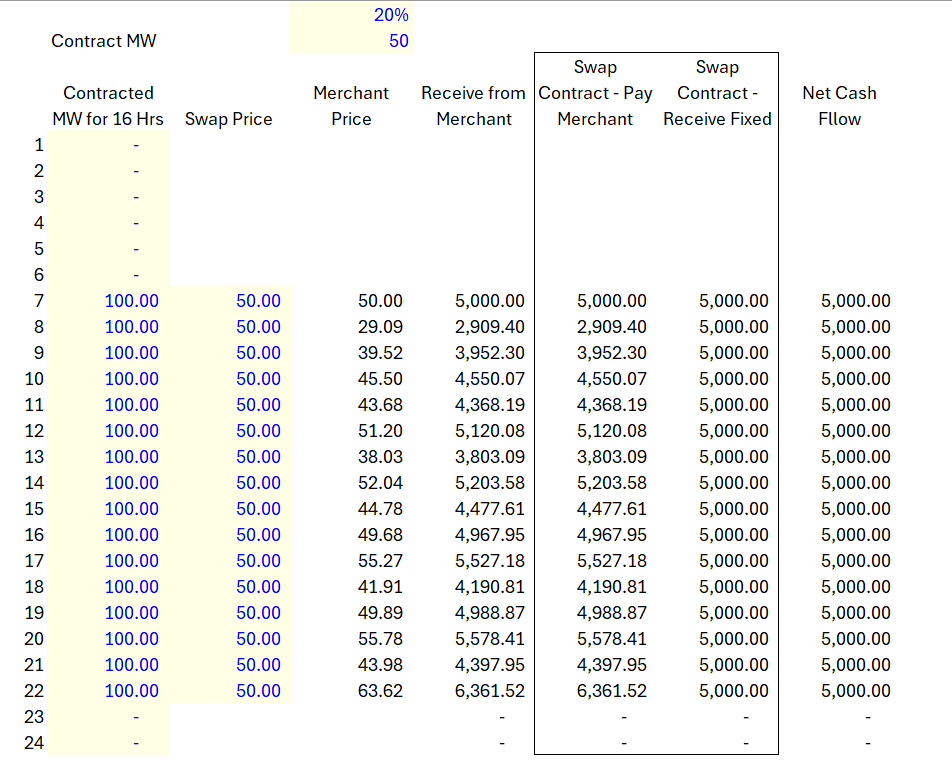 20%
Contract MW 50
Swap Swap
Contracted Merchant Receive from Contract - Pay Contract - Net Cash
MW for 16 Hrs Swap Price Price Merchant Merchant Receive Fixed Fllow
1 -
2 -
3 -
4 -
5 -
6 -
7 100.00 50.00 50.00 5,000.00 5,000.00 5,000.00 5,000.00
8 100.00 50.00 29.09 2,909.40 2,909.40 5,000.00 5,000.00
9 100.00 50.00 39.52 3,952.30 3,952.30 5,000.00 5,000.00
10 100.00 50.00 45.50 4,550.07 4,550.07 5,000.00 5,000.00
11 100.00 50.00 43.68 4,368.19 4,368.19 5,000.00 5,000.00
12 100.00 50.00 51.20 5,120.08 5,120.08 5,000.00 5,000.00
13 100.00 50.00 38.03 3,803.09 3,803.09 5,000.00 5,000.00
14 100.00 50.00 52.04 5,203.58 5,203.58 5,000.00 5,000.00
15 100.00 50.00 44.78 4,477.61 4,477.61 5,000.00 5,000.00
16 100.00 50.00 49.68 4,967.95 4,967.95 5,000.00 5,000.00
17 100.00 50.00 55.27 5,527.18 5,527.18 5,000.00 5,000.00
18 100.00 50.00 41.91 4,190.81 4,190.81 5,000.00 5,000.00
19 100.00 50.00 49.89 4,988.87 4,988.87 5,000.00 5,000.00
20 100.00 50.00 55.78 5,578.41 5,578.41 5,000.00 5,000.00
21 100.00 50.00 43.98 4,397.95 4,397.95 5,000.00 5,000.00
22 100.00 50.00 63.62 6,361.52 6,361.52 5,000.00 5,000.00
23 - - - - -
24 - - - - -